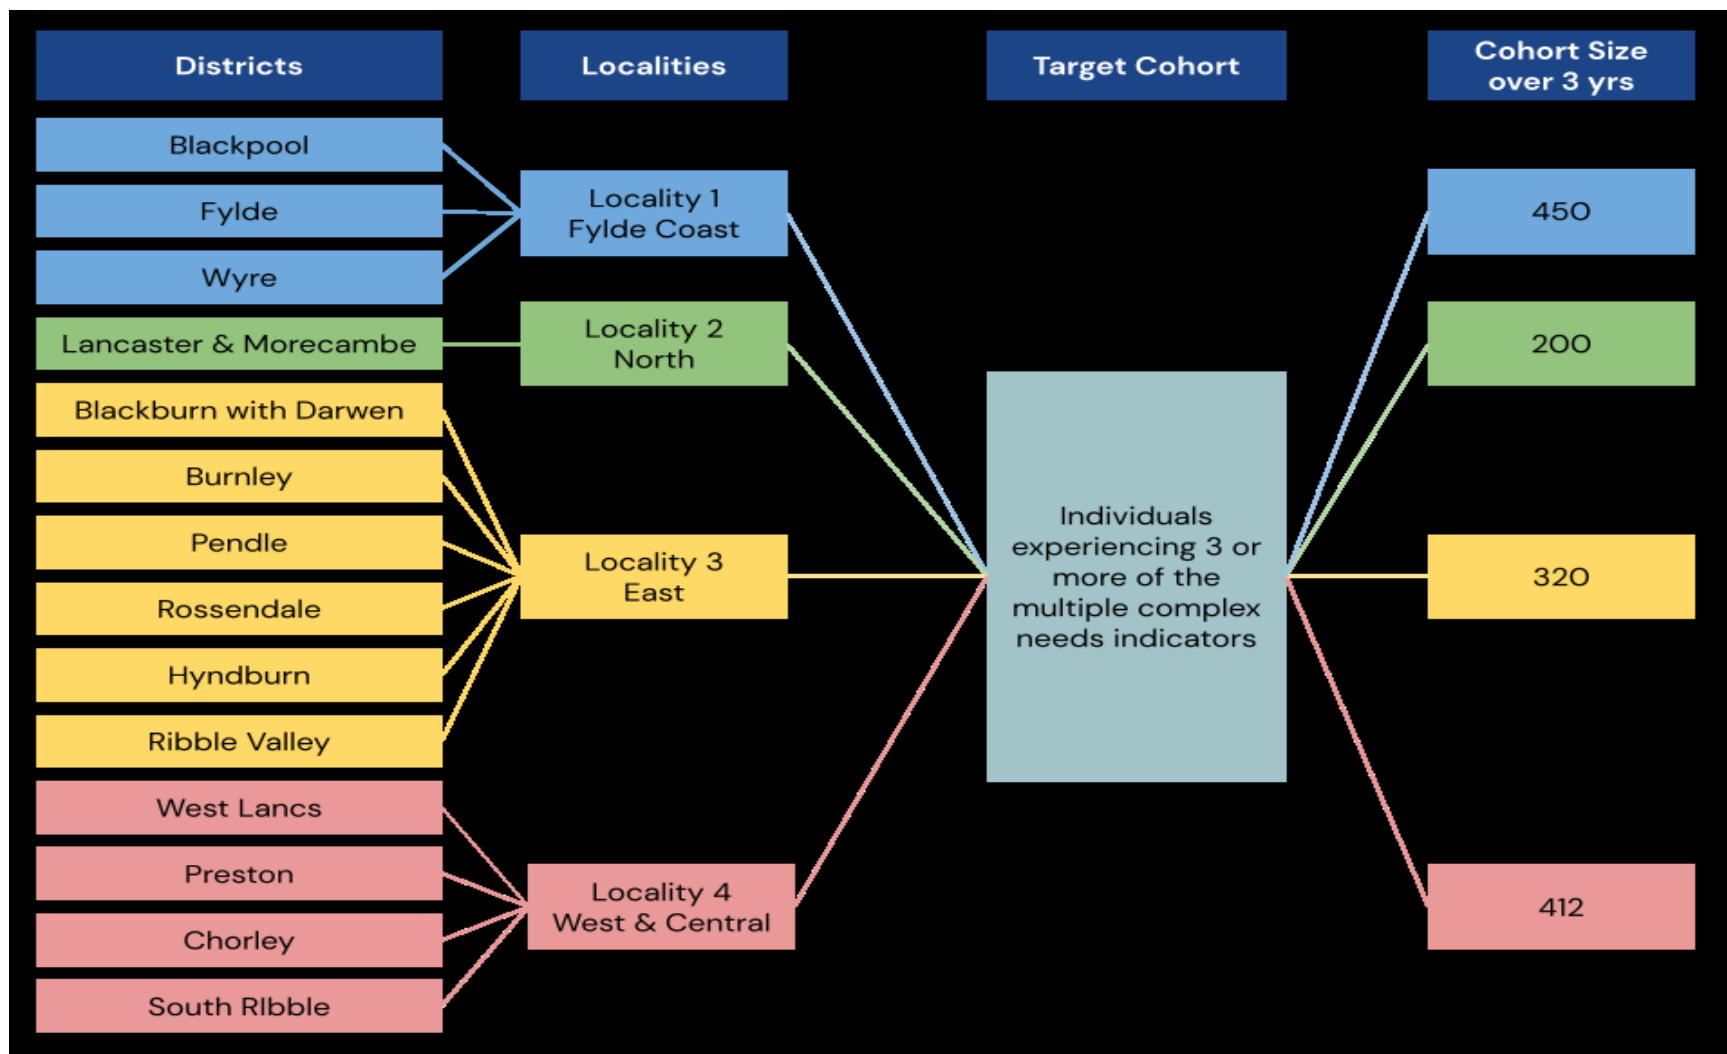 Districts
Localities
Target Cohort
Cohort Size
over 3 yrs
Blackpool
Fylde
Wyre
Lancaster & Morecambe
Blackburn with Darwen
Burnley
Pendle
Rossendale
Hyndburn
Ribble Valley
West Lancs
Preston
Chorley
South RIbble
Locality 1
Fylde Coast
Locality 2
North
Locality 3
East
Locality 4
West & Central
Individuals
experiencing 3 or
more of the
multiple complex
needs indicators
450
200
320
412